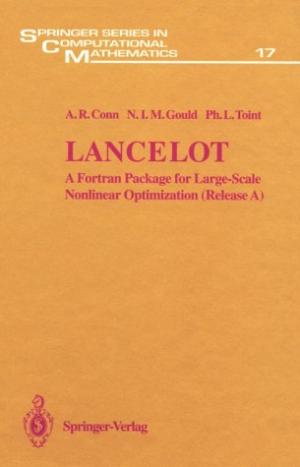 SPRINGER SERIES IN
COMPUTATIONAL
MATHEMATICS
17
A.R.Conn N.I.M.Gould Ph.L.Toint
LANCELOT
A Fortran Package for Large-Scale
Nonlinear Optimization (Release A)
Springer-Verlag